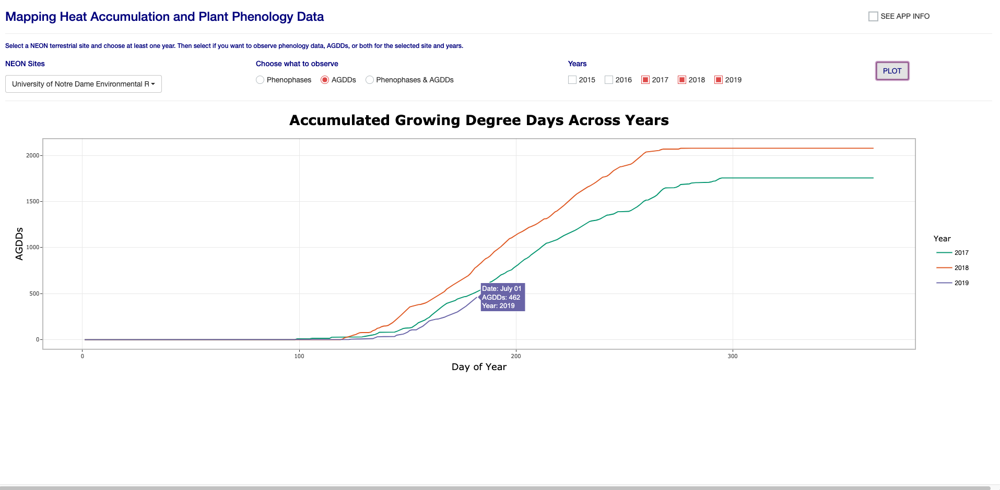 Mapping Heat Accumulation and Plant Phenology Data
SEE APP INFO
Select a NEON terrestrial site and choose at least one year. Then select if you want to observe phenology data, AGDDs, or both for the selected site and years.
NEON Sites
Choose what to observe
Years
PLOT
University of Notre Dame Environmental R
Phenophases
AGDDs
Phenophases & AGDDs
2015
2016
2017
2018
2019
Accumulated Growing Degree Days Across Years
2000
1500
1000
500
0
AGDDs
Date: July 01
AGDDs: 462
Year: 2019
0
100
200
300
Day of Year
Year
2017
2018
2019